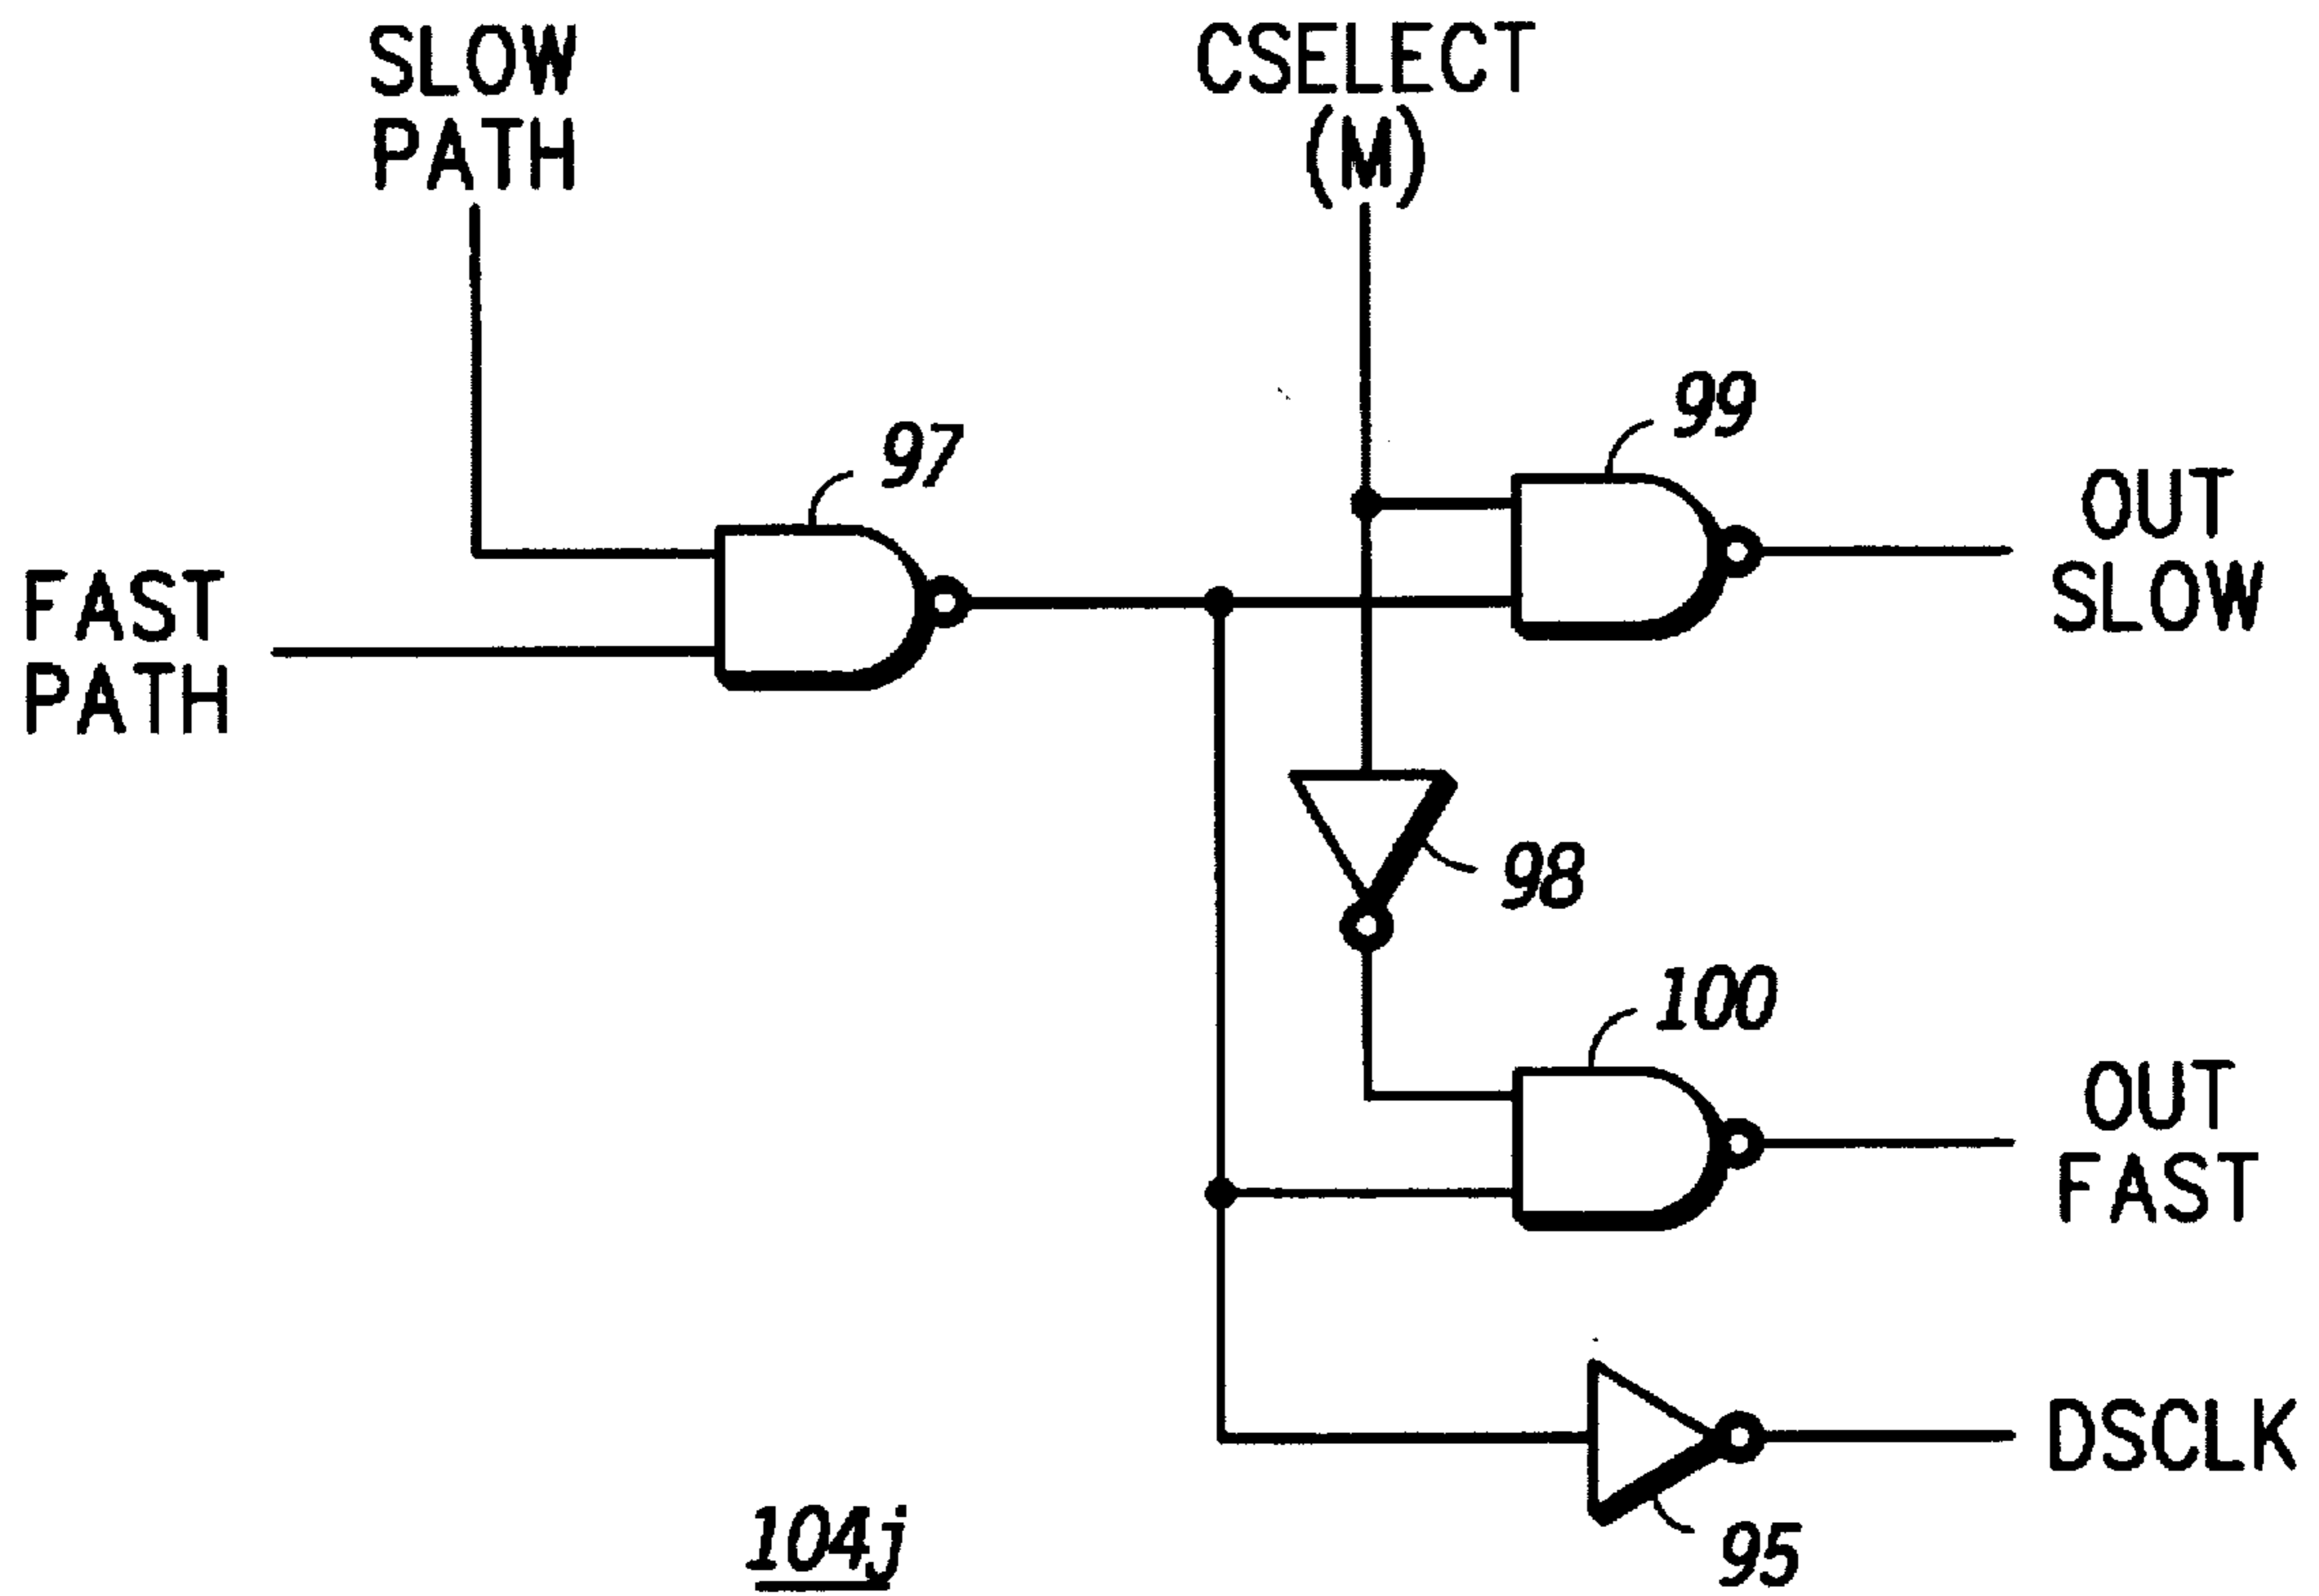 SLOW
PATH
CSELECT
(M)
97
99
OUT
SLOW
FAST
PATH
98
100
OUT
FAST
DSCLK
95
104j